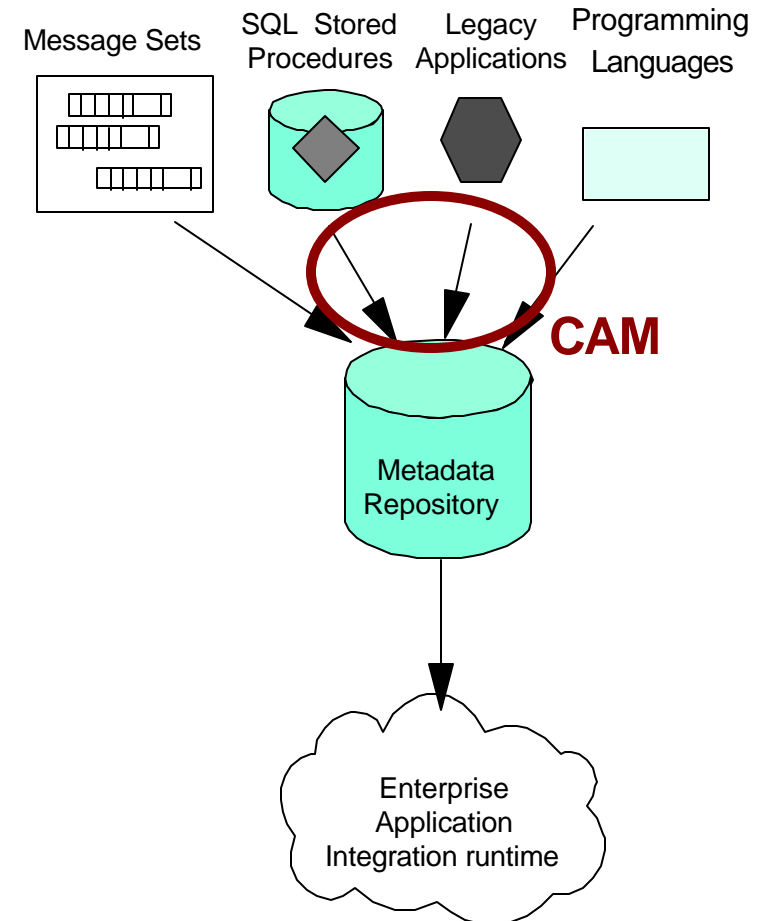 Message Sets
SQL Stored
Procedures
Legacy
Applications
Programming
Languages
CAM
Metadata
Repository
Enterprise
Application
Integration runtime